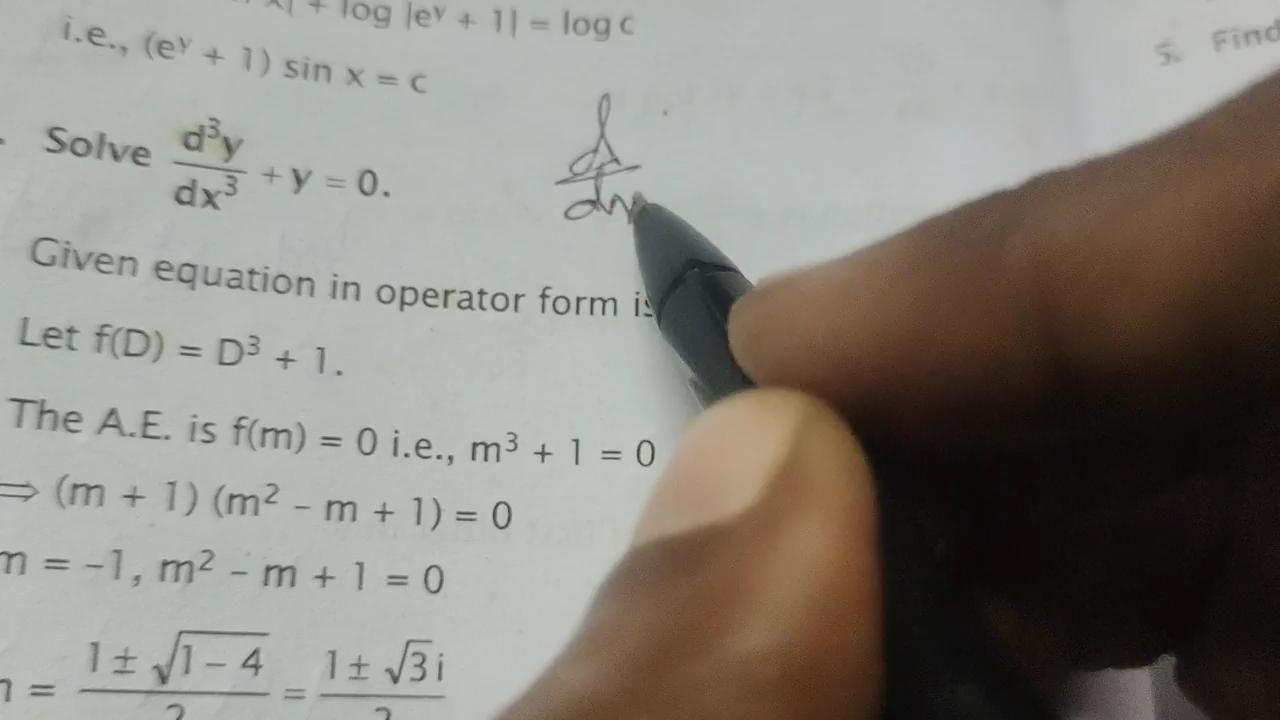 + log |eʸ + 1| = log c
i.e., (eʸ + 1) sin x = c
5. Find
Solve d³y/dx³ + y = 0.
Given equation in operator form is
Let f(D) = D³ + 1.
The A.E. is f(m) = 0 i.e., m³ + 1 = 0
⇒ (m + 1) (m² – m + 1) = 0
m = –1, m² – m + 1 = 0
= (1 ± √(1 – 4))/2 = (1 ± √3 i)/2